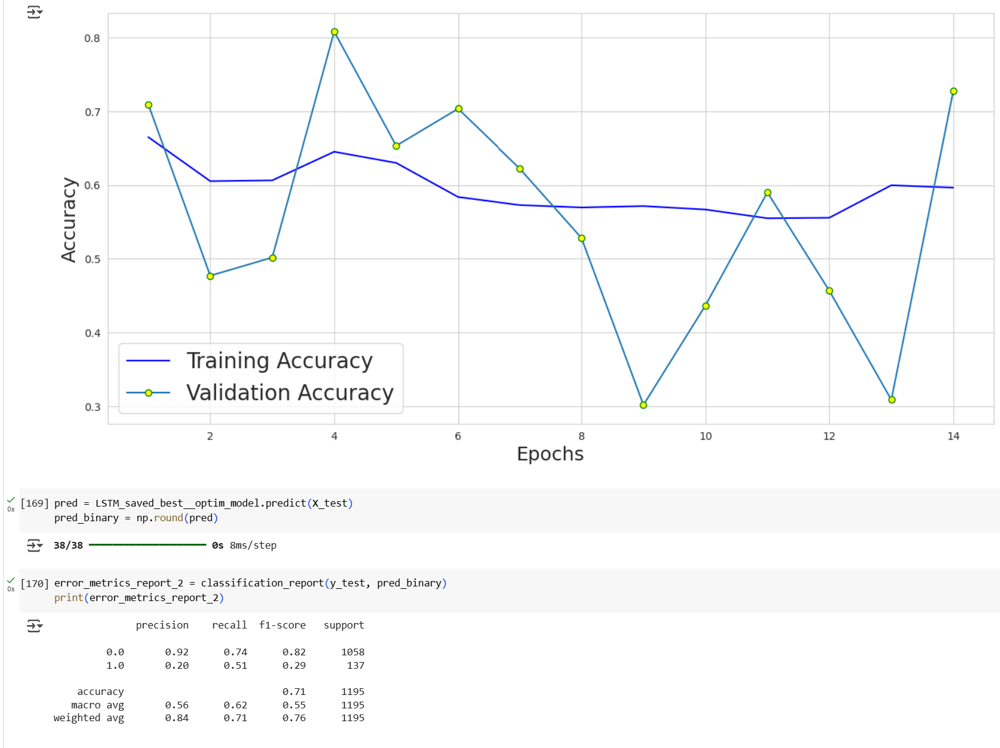 0.8
0.7
0.6
0.5
0.4
0.3
Accuracy
Training Accuracy
Validation Accuracy
2 4 6 8 10 12 14
Epochs
[169] pred = LSTM_saved_best__optim_model.predict(X_test)
0s
pred_binary = np.round(pred)
38/38 0s 8ms/step
[170] error_metrics_report_2 = classification_report(y_test, pred_binary)
0s
print(error_metrics_report_2)
precision recall f1-score support
0.0 0.92 0.74 0.82 1058
1.0 0.20 0.51 0.29 137
accuracy 0.71 1195
macro avg 0.56 0.62 0.55 1195
weighted avg 0.84 0.71 0.76 1195